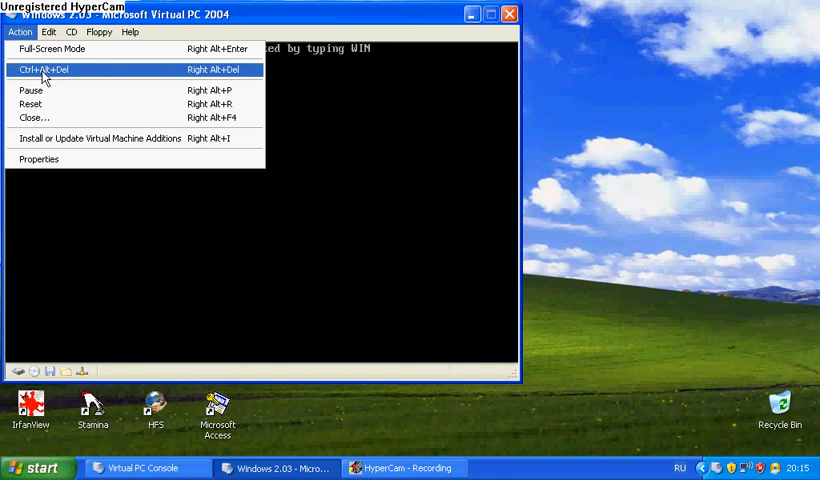 Unregistered HyperCam
Windows 2.03 - Microsoft Virtual PC 2004
Action Edit CD Floppy Help
ted by typing WIN
Full-Screen Mode Right Alt+Enter
Ctrl+Alt+Del Right Alt+Del
Pause Right Alt+P
Reset Right Alt+R
Close... Right Alt+F4
Install or Update Virtual Machine Additions Right Alt+I
Properties
IrfanView
Stamina
HFS
Microsoft
Access
Recycle Bin
start Virtual PC Console Windows 2.03 - Micros... HyperCam - Recording RU 20:15